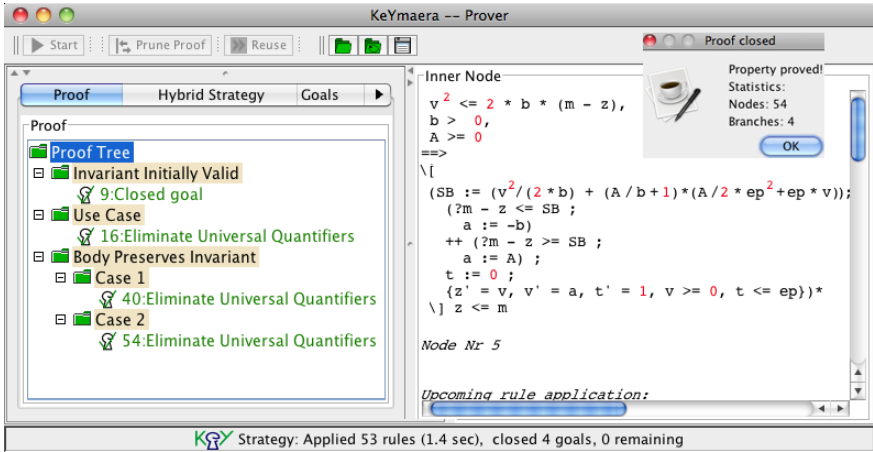 KeYmaera -- Prover
Start
Prune Proof
Reuse
Proof closed
Property proved!
Statistics:
Nodes: 54
Branches: 4
OK
Proof
Hybrid Strategy
Goals
Proof
Proof Tree
Invariant Initially Valid
9:Closed goal
Use Case
16:Eliminate Universal Quantifiers
Body Preserves Invariant
Case 1
40:Eliminate Universal Quantifiers
Case 2
54:Eliminate Universal Quantifiers
Inner Node
v² <= 2 * b * (m - z),
b > 0,
A >= 0
==>
\[
(SB := (v²/(2 * b) + (A / b + 1)*(A / 2 * ep² + ep * v));
(?m - z <= SB ;
a := -b)
++ (?m - z >= SB ;
a := A) ;
t := 0 ;
{z' = v, v' = a, t' = 1, v >= 0, t <= ep})*
\] z <= m
Node Nr 5
Upcoming rule application:
KeY Strategy: Applied 53 rules (1.4 sec), closed 4 goals, 0 remaining